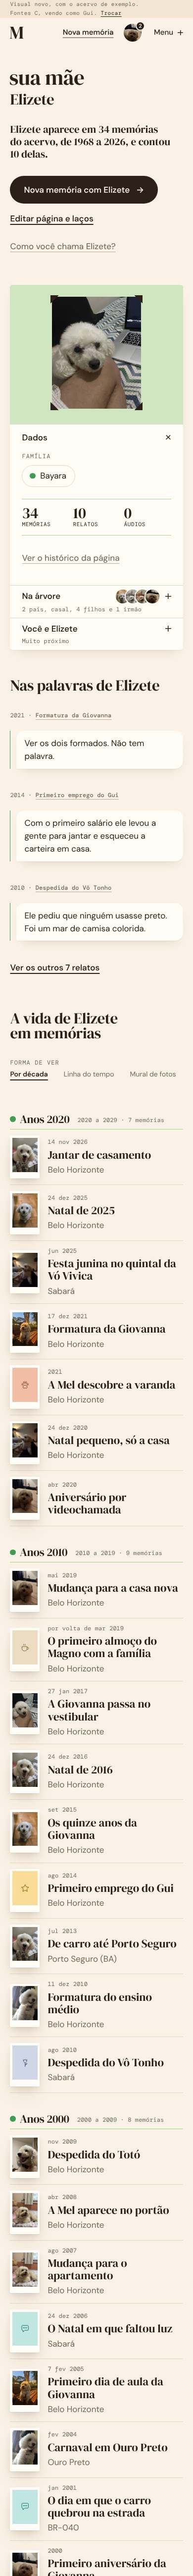 Visual novo, com o acervo de exemplo.
Fontes C, vendo como Gui. Trocar
M
Nova memória
2
Menu +
sua mãe
Elizete
Elizete aparece em 34 memórias
do acervo, de 1968 a 2026, e contou
10 delas.
Nova memória com Elizete →
Editar página e laços
Como você chama Elizete?
Dados ×
FAMÍLIA
Bayara
34 10 0
MEMÓRIAS RELATOS ÁUDIOS
Ver o histórico da página
Na árvore +
2 pais, casal, 4 filhos e 1 irmão
Você e Elizete +
Muito próximo
Nas palavras de Elizete
2021 · Formatura da Giovanna
Ver os dois formados. Não tem
palavra.
2014 · Primeiro emprego do Gui
Com o primeiro salário ele levou a
gente para jantar e esqueceu a
carteira em casa.
2010 · Despedida do Vô Tonho
Ele pediu que ninguém usasse preto.
Foi um mar de camisa colorida.
Ver os outros 7 relatos
A vida de Elizete
em memórias
FORMA DE VER
Por década Linha do tempo Mural de fotos
Anos 2020 2020 a 2029 · 7 memórias
14 nov 2026
Jantar de casamento
Belo Horizonte
24 dez 2025
Natal de 2025
Belo Horizonte
jun 2025
Festa junina no quintal da
Vó Vivica
Sabará
17 dez 2021
Formatura da Giovanna
Belo Horizonte
2021
A Mel descobre a varanda
Belo Horizonte
24 dez 2020
Natal pequeno, só a casa
Belo Horizonte
abr 2020
Aniversário por
videochamada
Anos 2010 2010 a 2019 · 9 memórias
mai 2019
Mudança para a casa nova
Belo Horizonte
por volta de mar 2019
O primeiro almoço do
Magno com a família
Belo Horizonte
27 jan 2017
A Giovanna passa no
vestibular
Belo Horizonte
24 dez 2016
Natal de 2016
Belo Horizonte
set 2015
Os quinze anos da
Giovanna
Belo Horizonte
ago 2014
Primeiro emprego do Gui
Belo Horizonte
jul 2013
De carro até Porto Seguro
Porto Seguro (BA)
11 dez 2010
Formatura do ensino
médio
Belo Horizonte
ago 2010
Despedida do Vô Tonho
Sabará
Anos 2000 2000 a 2009 · 8 memórias
nov 2009
Despedida do Totó
Belo Horizonte
abr 2008
A Mel aparece no portão
Belo Horizonte
ago 2007
Mudança para o
apartamento
Belo Horizonte
24 dez 2006
O Natal em que faltou luz
Sabará
7 fev 2005
Primeiro dia de aula da
Giovanna
Belo Horizonte
fev 2004
Carnaval em Ouro Preto
Ouro Preto
jan 2001
O dia em que o carro
quebrou na estrada
BR-040
2000
Primeiro aniversário da
Giovanna